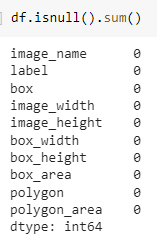 df.isnull().sum()
image_name 0
label 0
box 0
image_width 0
image_height 0
box_width 0
box_height 0
box_area 0
polygon 0
polygon_area 0
dtype: int64